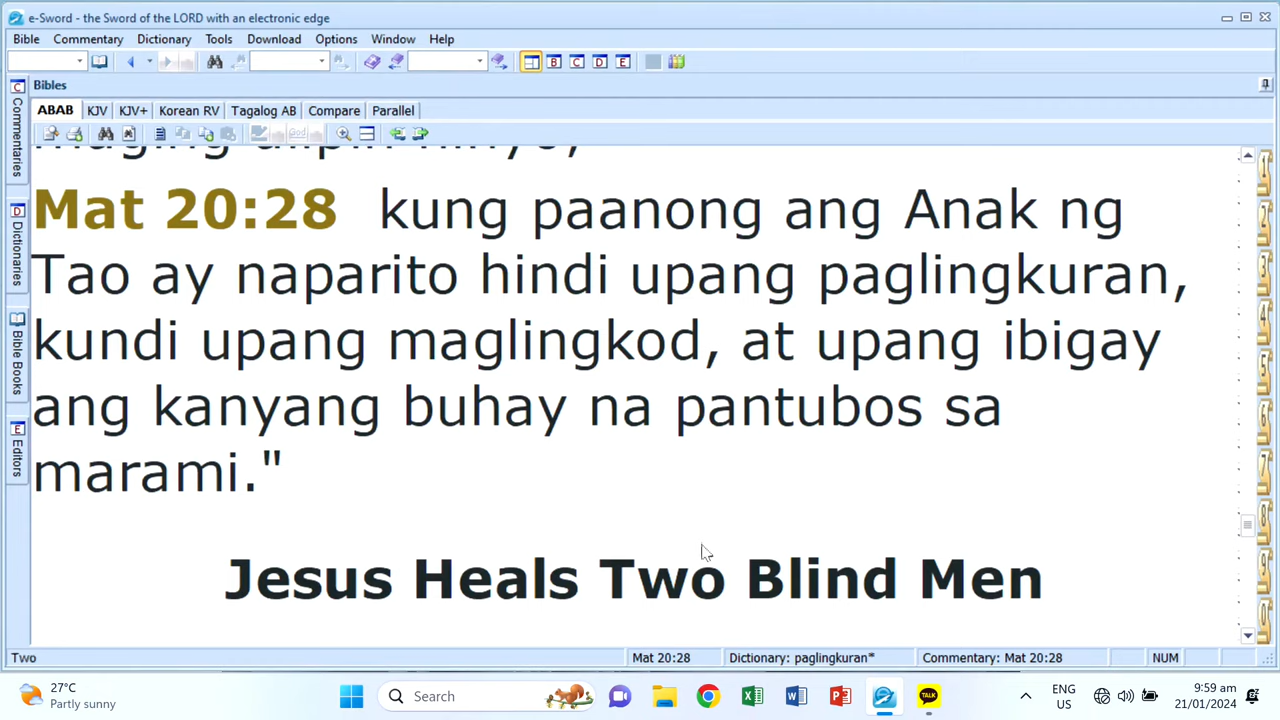 e-Sword - the Sword of the LORD with an electronic edge
Bible Commentary Dictionary Tools Download Options Window Help
Bibles
ABAB KJV KJV+ Korean RV Tagalog AB Compare Parallel
Commentaries
Dictionaries
Bible Books
Editors
Mat 20:28 kung paanong ang Anak ng
Tao ay naparito hindi upang paglingkuran,
kundi upang maglingkod, at upang ibigay
ang kanyang buhay na pantubos sa
marami."
Jesus Heals Two Blind Men
Two Mat 20:28 Dictionary: paglingkuran* Commentary: Mat 20:28 NUM
27°C
Partly sunny
Search
TALK
ENG
US
9:59 am
21/01/2024